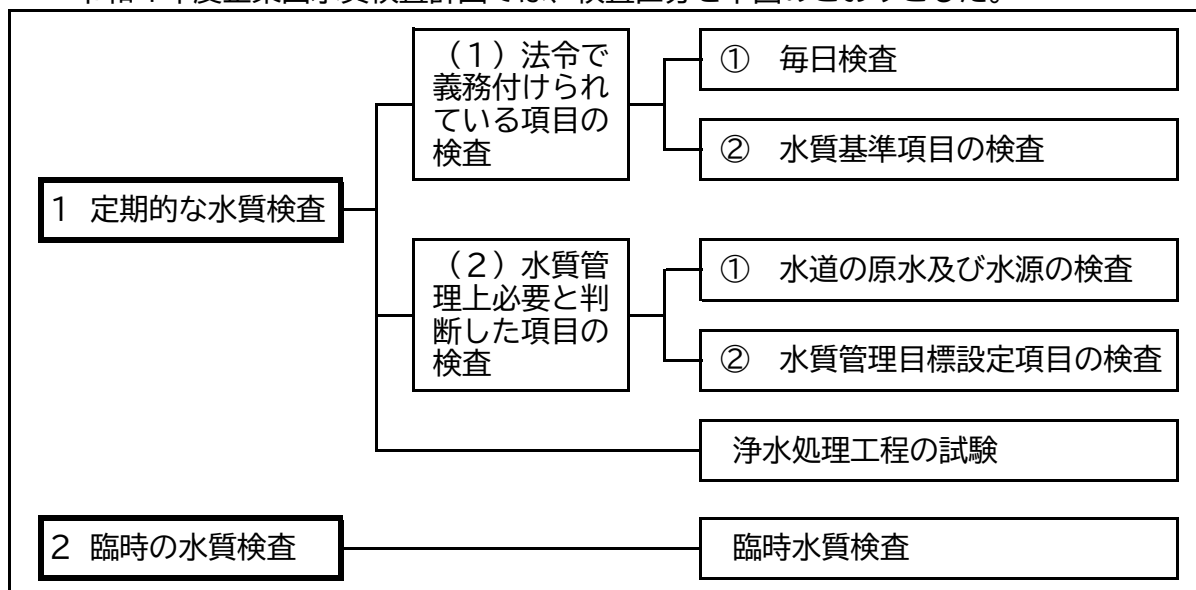 （1）法令で
義務付けられ
ている項目の
検査
① 毎日検査
② 水質基準項目の検査
1 定期的な水質検査
（2）水質管
理上必要と判
断した項目の
検査
① 水道の原水及び水源の検査
② 水質管理目標設定項目の検査
浄水処理工程の試験
2 臨時の水質検査
臨時水質検査